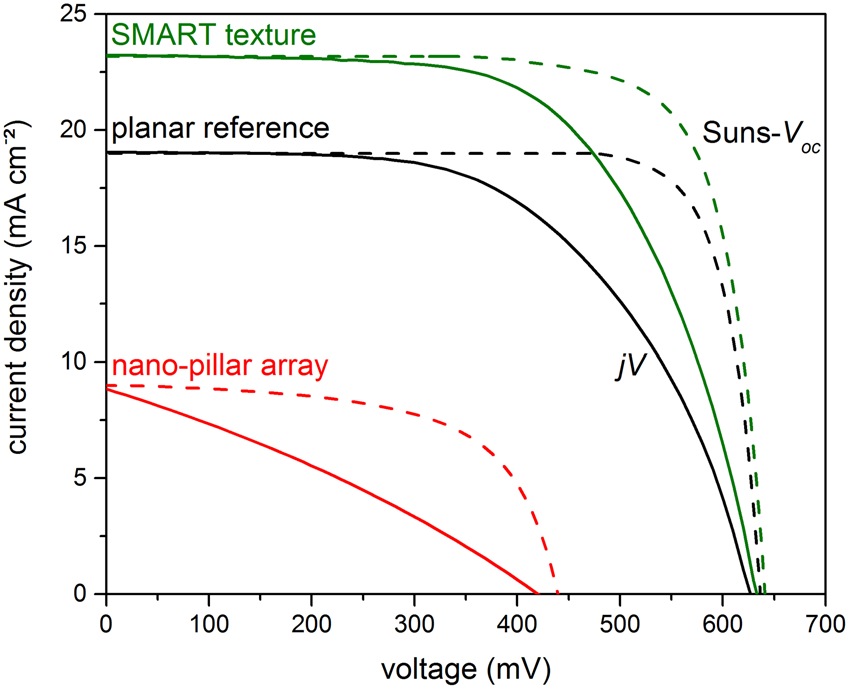 25
SMART texture
20
planar reference
Suns-Voc
15
10
nano-pillar array
jV
5
0
0 100 200 300 400 500 600 700
voltage (mV)
current density (mA cm⁻²)